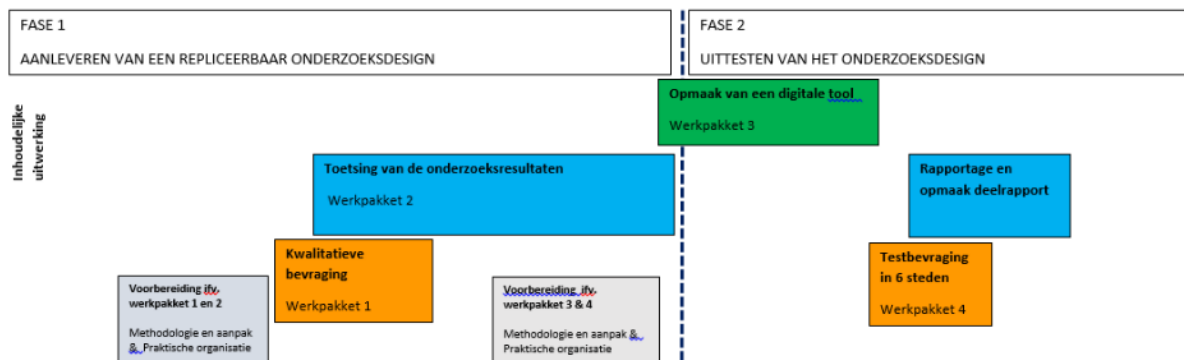 FASE 1
AANLEVEREN VAN EEN REPLICEERBAAR ONDERZOEKSDESIGN
FASE 2
UITTESTEN VAN HET ONDERZOEKSDESIGN
Inhoudelijke
uitwerking
Opmaak van een digitale tool
Werkpakket 3
Toetsing van de onderzoeksresultaten
Werkpakket 2
Rapportage en
opmaak deelrapport
Kwalitatieve
bevraging
Werkpakket 1
Testbevraging
in 6 steden
Werkpakket 4
Voorbereiding ifv.
werkpakket 1 en 2
Methodologie en aanpak
& Praktische organisatie
Voorbereiding ifv.
werkpakket 3 & 4
Methodologie en aanpak &
Praktische organisatie